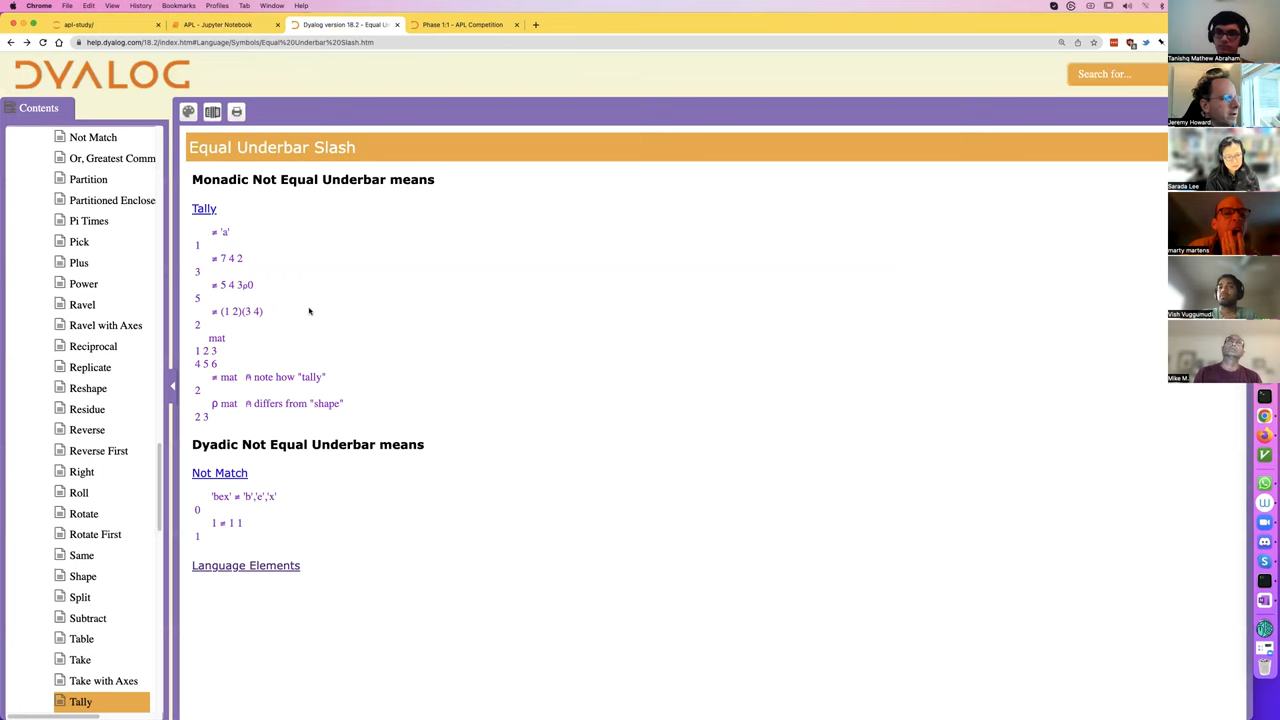 Chrome File Edit View History Bookmarks Profiles Tab Window Help
apl-study/
APL - Jupyter Notebook
Dyalog version 18.2 - Equal Un
Phase 1:1 - APL Competition
help.dyalog.com/18.2/index.htm#Language/Symbols/Equal%20Underbar%20Slash.htm
DYALOG
Search for...
Contents
Not Match
Or, Greatest Comm
Partition
Partitioned Enclose
Pi Times
Pick
Plus
Power
Ravel
Ravel with Axes
Reciprocal
Replicate
Reshape
Residue
Reverse
Reverse First
Right
Roll
Rotate
Rotate First
Same
Shape
Split
Subtract
Table
Take
Take with Axes
Tally
Equal Underbar Slash
Monadic Not Equal Underbar means
Tally
≢ 'a'
1
≢ 7 4 2
3
≢ 5 4 3⍴0
5
≢ (1 2)(3 4)
2
mat
1 2 3
4 5 6
≢ mat ⍝ note how "tally"
2
⍴ mat ⍝ differs from "shape"
2 3
Dyadic Not Equal Underbar means
Not Match
'bex' ≢ 'b','e','x'
0
1 ≢ 1 1
1
Language Elements
Tanishq Mathew Abraham
Jeremy Howard
Sarada Lee
marty martens
Vish Vuggumudi
Mike M.